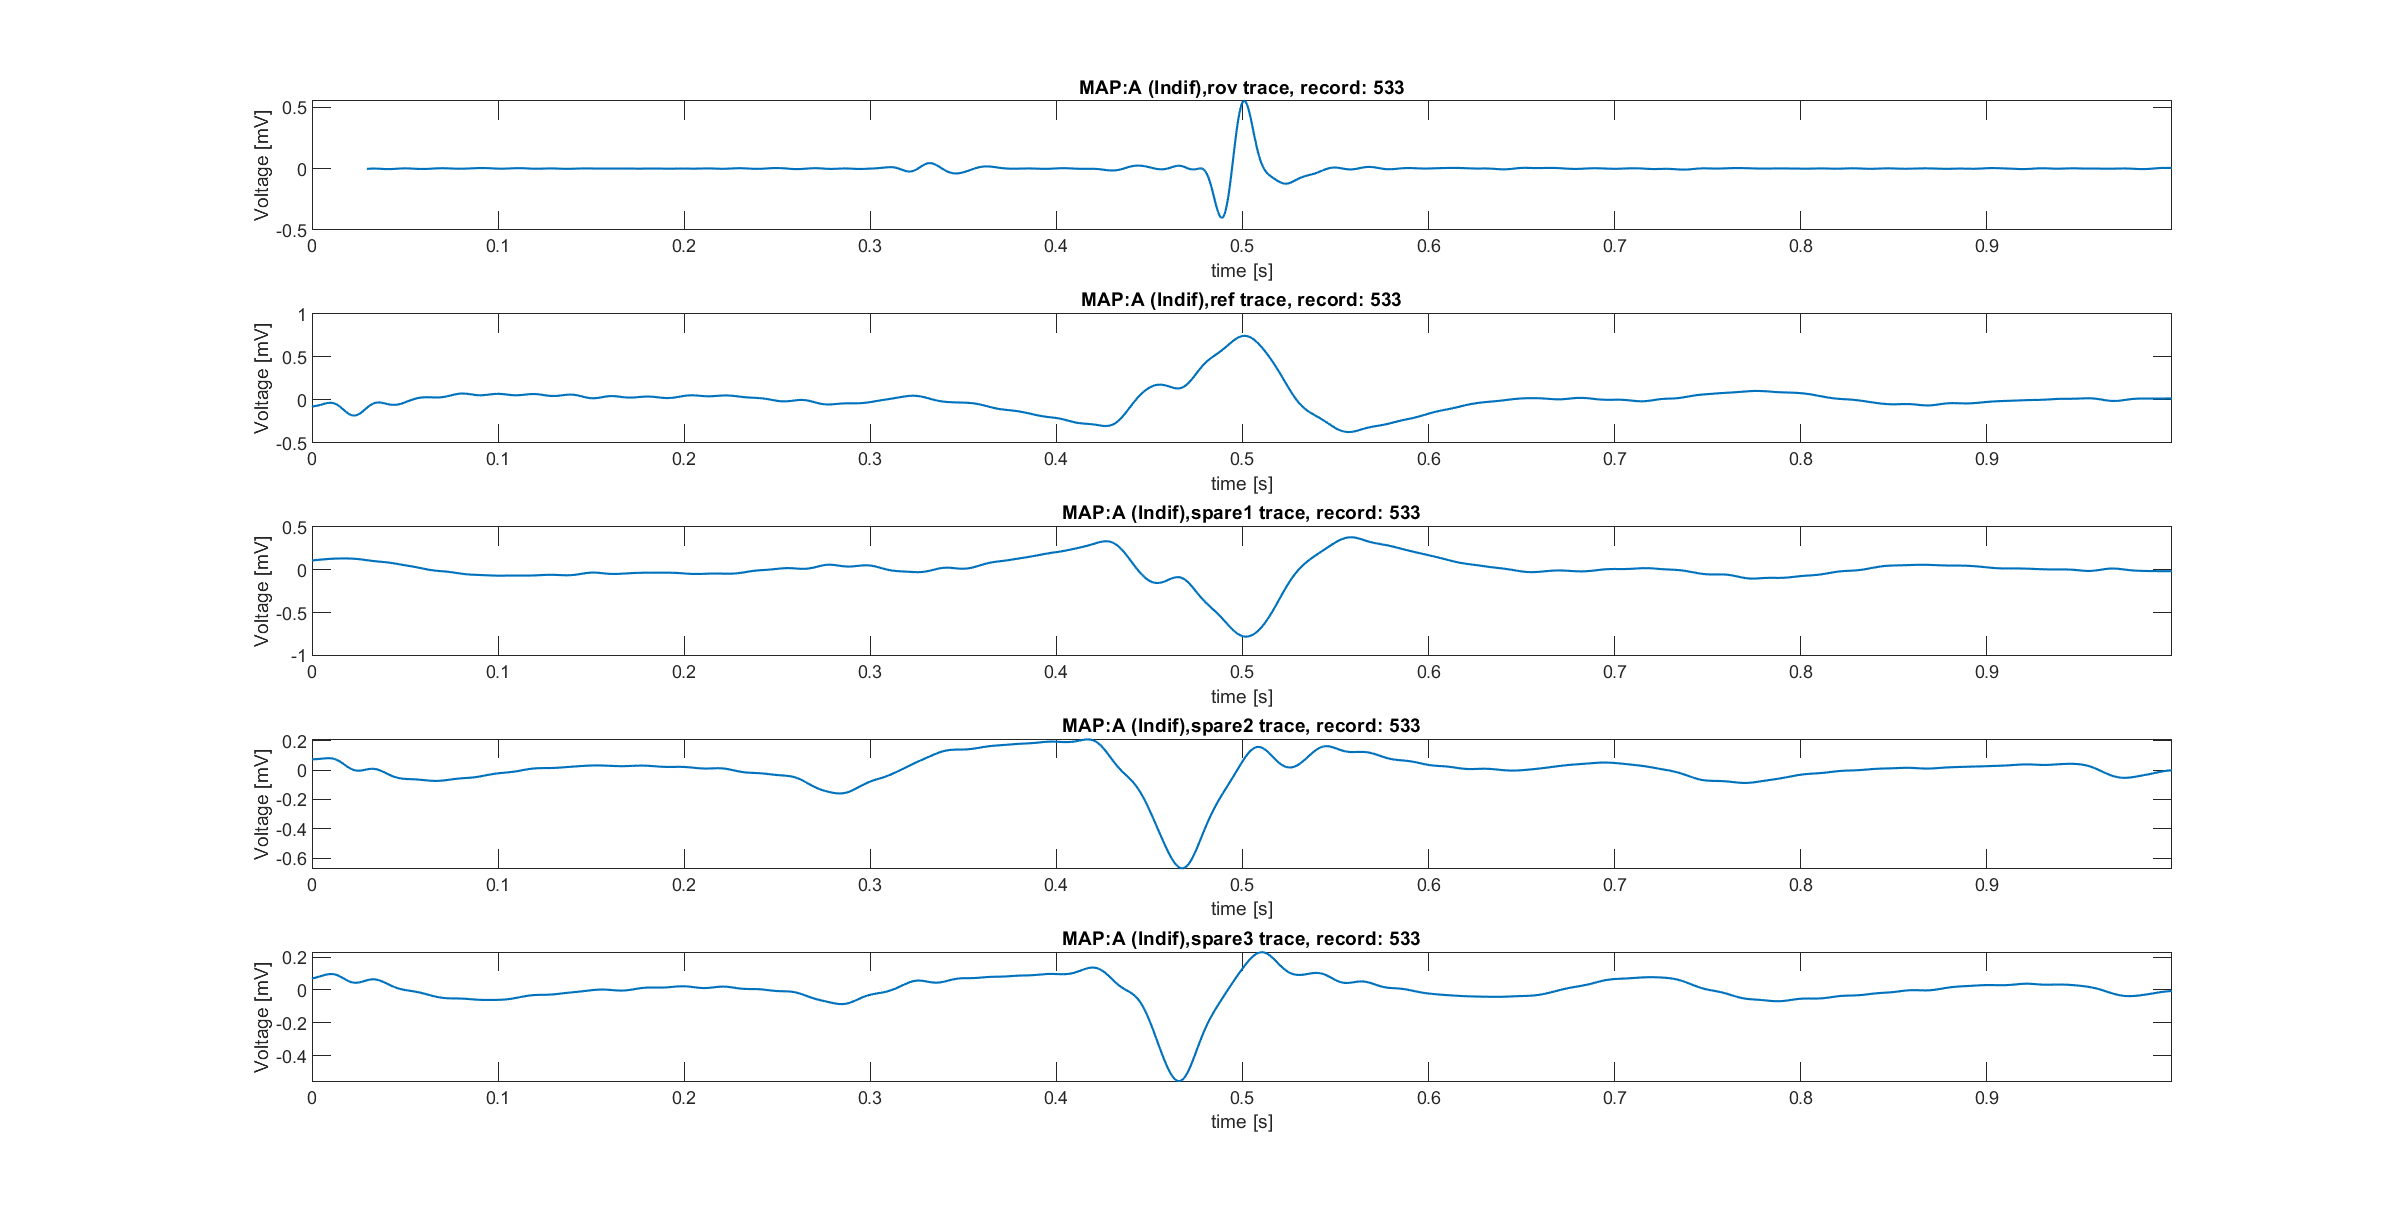 MAP:A (Indif),rov trace, record: 533
Voltage [mV]
0.5
0
-0.5
0 0.1 0.2 0.3 0.4 0.5 0.6 0.7 0.8 0.9
time [s]
MAP:A (Indif),ref trace, record: 533
Voltage [mV]
1
0.5
0
-0.5
0 0.1 0.2 0.3 0.4 0.5 0.6 0.7 0.8 0.9
time [s]
MAP:A (Indif),spare1 trace, record: 533
Voltage [mV]
0.5
0
-0.5
-1
0 0.1 0.2 0.3 0.4 0.5 0.6 0.7 0.8 0.9
time [s]
MAP:A (Indif),spare2 trace, record: 533
Voltage [mV]
0.2
0
-0.2
-0.4
-0.6
0 0.1 0.2 0.3 0.4 0.5 0.6 0.7 0.8 0.9
time [s]
MAP:A (Indif),spare3 trace, record: 533
Voltage [mV]
0.2
0
-0.2
-0.4
0 0.1 0.2 0.3 0.4 0.5 0.6 0.7 0.8 0.9
time [s]